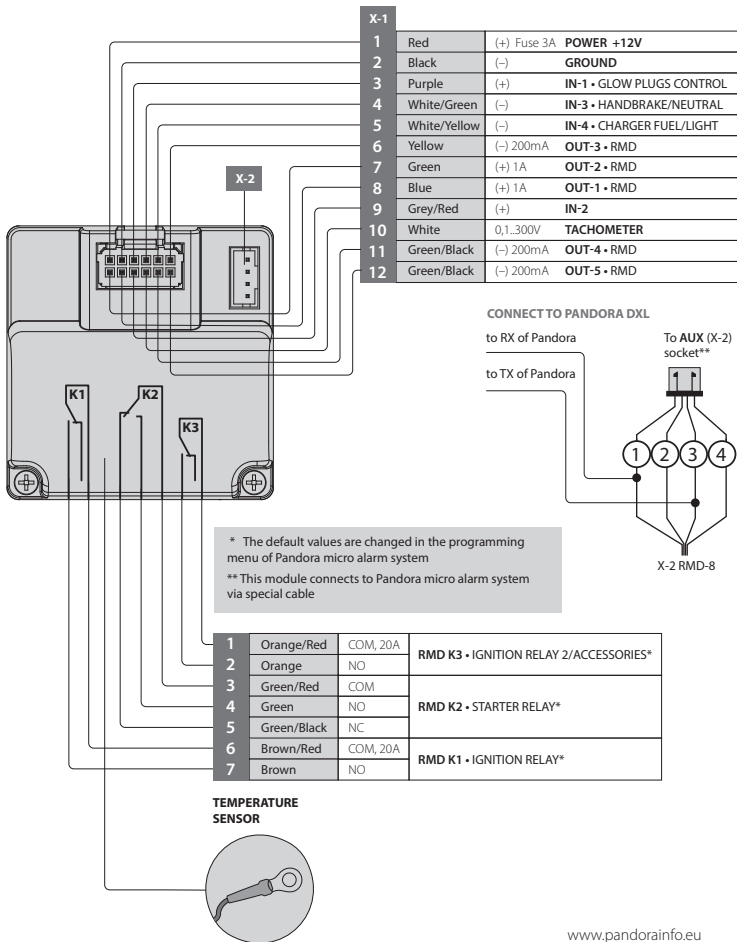 X-1
1 Red (+) Fuse 3A POWER +12V
2 Black (–) GROUND
3 Purple (+) IN-1 • GLOW PLUGS CONTROL
4 White/Green (–) IN-3 • HANDBRAKE/NEUTRAL
5 White/Yellow (–) IN-4 • CHARGER FUEL/LIGHT
6 Yellow (–) 200mA OUT-3 • RMD
7 Green (+) 1A OUT-2 • RMD
8 Blue (+) 1A OUT-1 • RMD
9 Grey/Red (+) IN-2
10 White 0,1..300V TACHOMETER
11 Green/Black (–) 200mA OUT-4 • RMD
12 Green/Black (–) 200mA OUT-5 • RMD
X-2
K1
K2
K3
CONNECT TO PANDORA DXL
to RX of Pandora
to TX of Pandora
To AUX (X-2)
socket**
1 2 3 4
X-2 RMD-8
* The default values are changed in the programming
menu of Pandora micro alarm system
** This module connects to Pandora micro alarm system
via special cable
1 Orange/Red COM, 20A RMD K3 • IGNITION RELAY 2/ACCESSORIES*
2 Orange NO
3 Green/Red COM
4 Green NO RMD K2 • STARTER RELAY*
5 Green/Black NC
6 Brown/Red COM, 20A RMD K1 • IGNITION RELAY*
7 Brown NO
TEMPERATURE
SENSOR
www.pandorainfo.eu